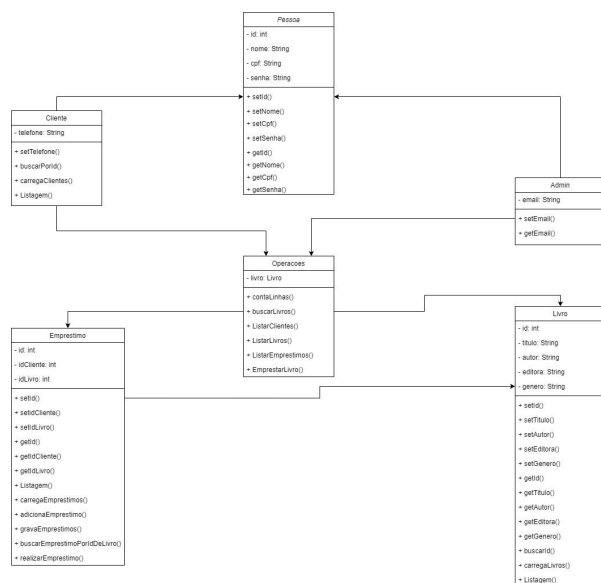 Pessoa
- id: int
- nome: String
- cpf: String
- senha: String
+ setId()
+ setNome()
+ setCpf()
+ setSenha()
+ getId()
+ getNome()
+ getCpf()
+ getSenha()
Cliente
- telefone: String
+ setTelefone()
+ buscarPorId()
+ carregaClientes()
+ Listagem()
Admin
- email: String
+ setEmail()
+ getEmail()
Operacoes
- livro: Livro
+ contaLinhas()
+ buscarLivros()
+ ListarClientes()
+ ListarLivros()
+ ListarEmprestimos()
+ EmprestarLivro()
Emprestimo
- id: int
- idCliente: int
- idLivro: int
+ setId()
+ setidCliente()
+ setIdLivro()
+ getId()
+ getIdCliente()
+ getIdLivro()
+ Listagem()
+ carregaEmprestimos()
+ adicionaEmprestimo()
+ gravaEmprestimos()
+ buscarEmprestimoPorIdDeLivro()
+ realizarEmprestimo()
Livro
- id: int
- titulo: String
- autor: String
- editora: String
- genero: String
+ setId()
+ setTitulo()
+ setAutor()
+ setEditora()
+ setGenero()
+ getId()
+ getTitulo()
+ getAutor()
+ getEditora()
+ getGenero()
+ buscarId()
+ carregaLivros()
+ Listagem()